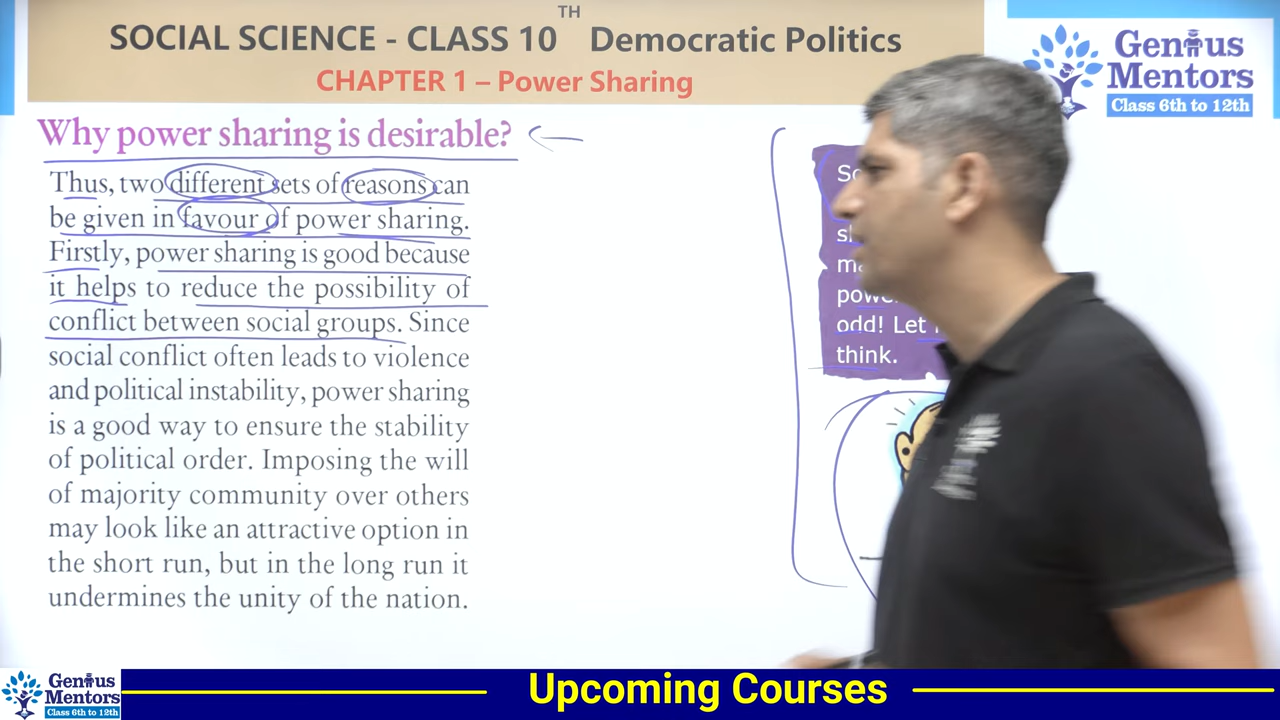 SOCIAL SCIENCE - CLASS 10TH Democratic Politics
CHAPTER 1 – Power Sharing
Genius
Mentors
Class 6th to 12th
Why power sharing is desirable?
Thus, two different sets of reasons can
be given in favour of power sharing.
Firstly, power sharing is good because
it helps to reduce the possibility of
conflict between social groups. Since
social conflict often leads to violence
and political instability, power sharing
is a good way to ensure the stability
of political order. Imposing the will
of majority community over others
may look like an attractive option in
the short run, but in the long run it
undermines the unity of the nation.
odd! Let
think.
Genius
Mentors
Class 6th to 12th
Upcoming Courses